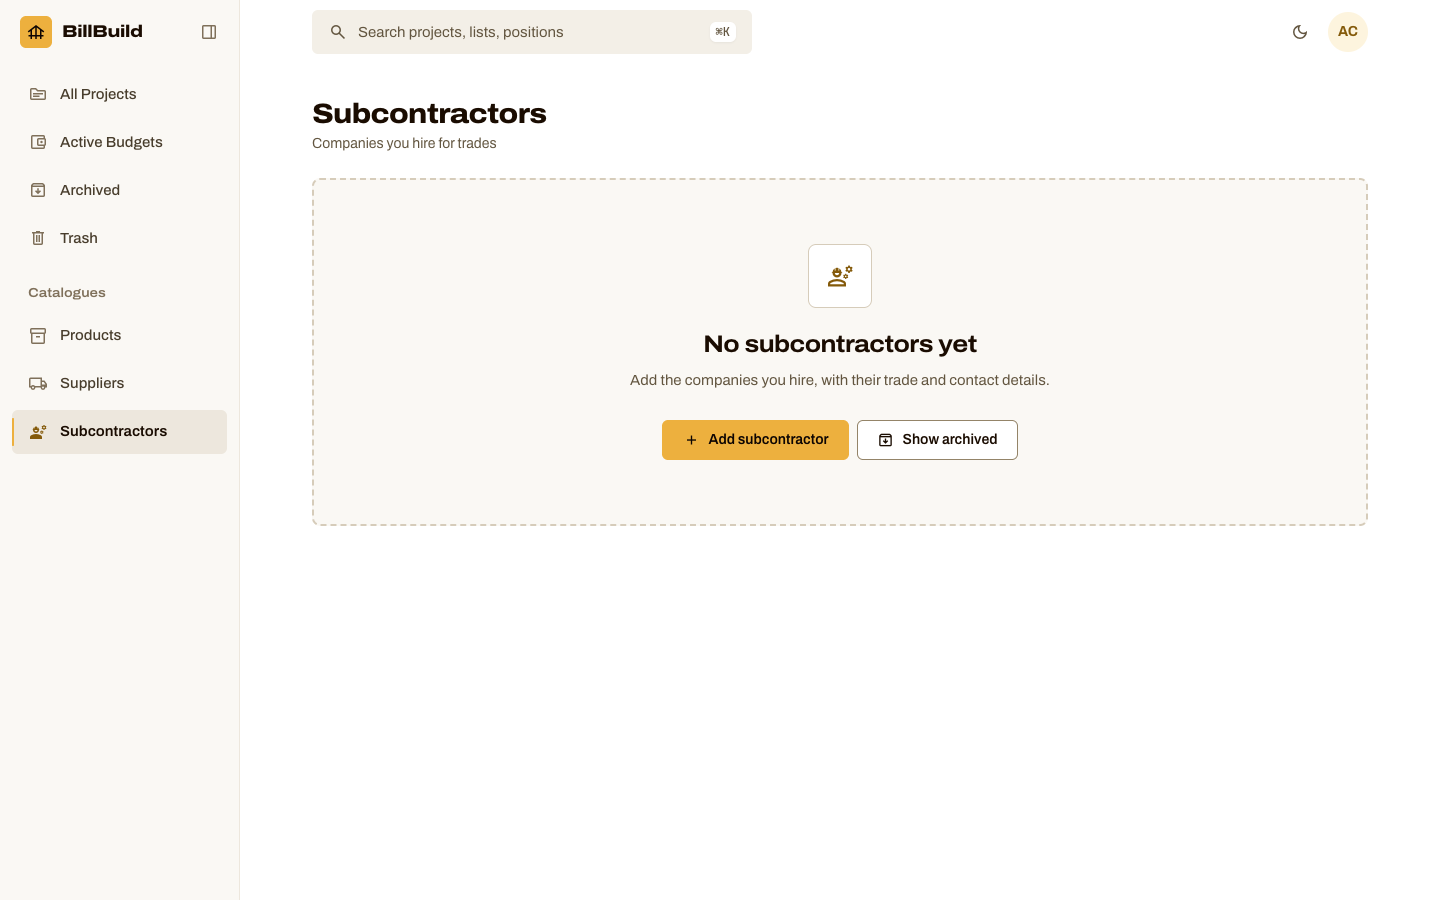 BillBuild
Search projects, lists, positions
⌘K
AC
All Projects
Active Budgets
Archived
Trash
Catalogues
Products
Suppliers
Subcontractors
Subcontractors
Companies you hire for trades
No subcontractors yet
Add the companies you hire, with their trade and contact details.
Add subcontractor
Show archived